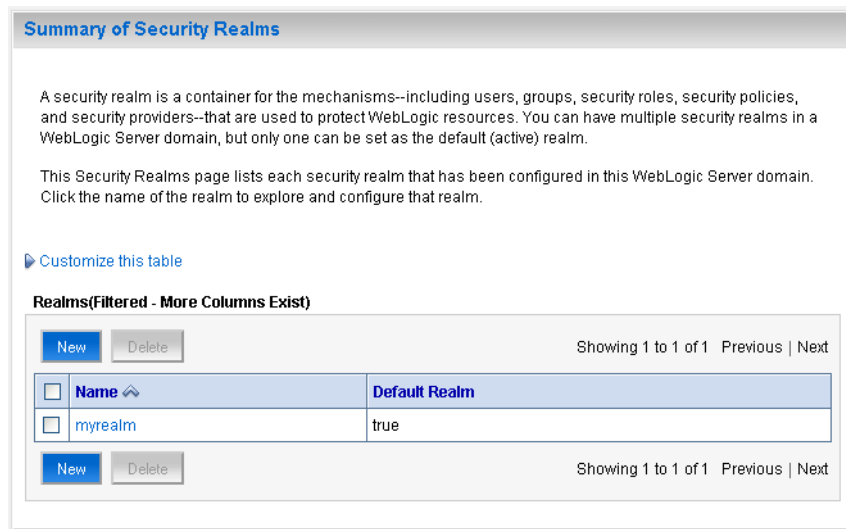 Summary of Security Realms
A security realm is a container for the mechanisms--including users, groups, security roles, security policies,
and security providers--that are used to protect WebLogic resources. You can have multiple security realms in a
WebLogic Server domain, but only one can be set as the default (active) realm.
This Security Realms page lists each security realm that has been configured in this WebLogic Server domain.
Click the name of the realm to explore and configure that realm.
Customize this table
Realms(Filtered - More Columns Exist)
New Delete Showing 1 to 1 of 1 Previous | Next
Name Default Realm
myrealm true
New Delete Showing 1 to 1 of 1 Previous | Next